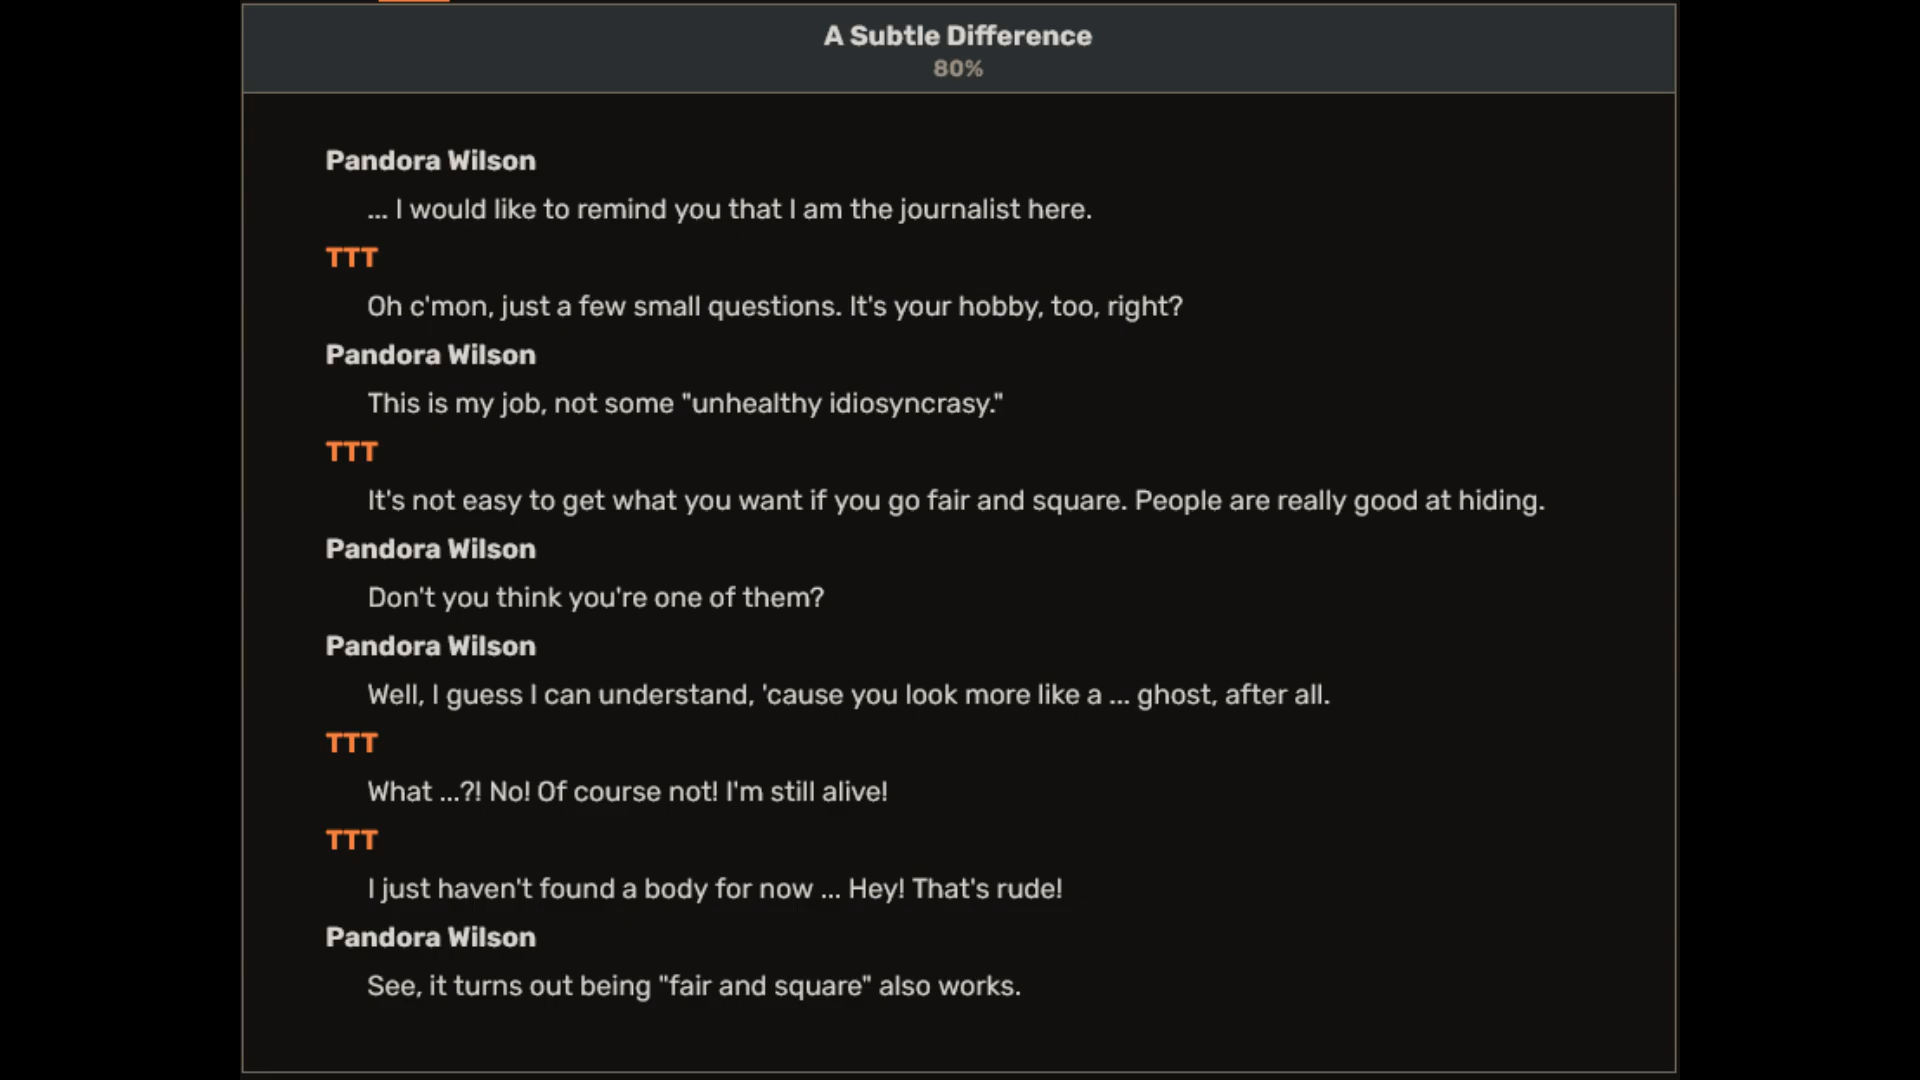 A Subtle Difference
80%
Pandora Wilson
... I would like to remind you that I am the journalist here.
TTT
Oh c'mon, just a few small questions. It's your hobby, too, right?
Pandora Wilson
This is my job, not some "unhealthy idiosyncrasy."
TTT
It's not easy to get what you want if you go fair and square. People are really good at hiding.
Pandora Wilson
Don't you think you're one of them?
Pandora Wilson
Well, I guess I can understand, 'cause you look more like a ... ghost, after all.
TTT
What ...?! No! Of course not! I'm still alive!
TTT
I just haven't found a body for now ... Hey! That's rude!
Pandora Wilson
See, it turns out being "fair and square" also works.